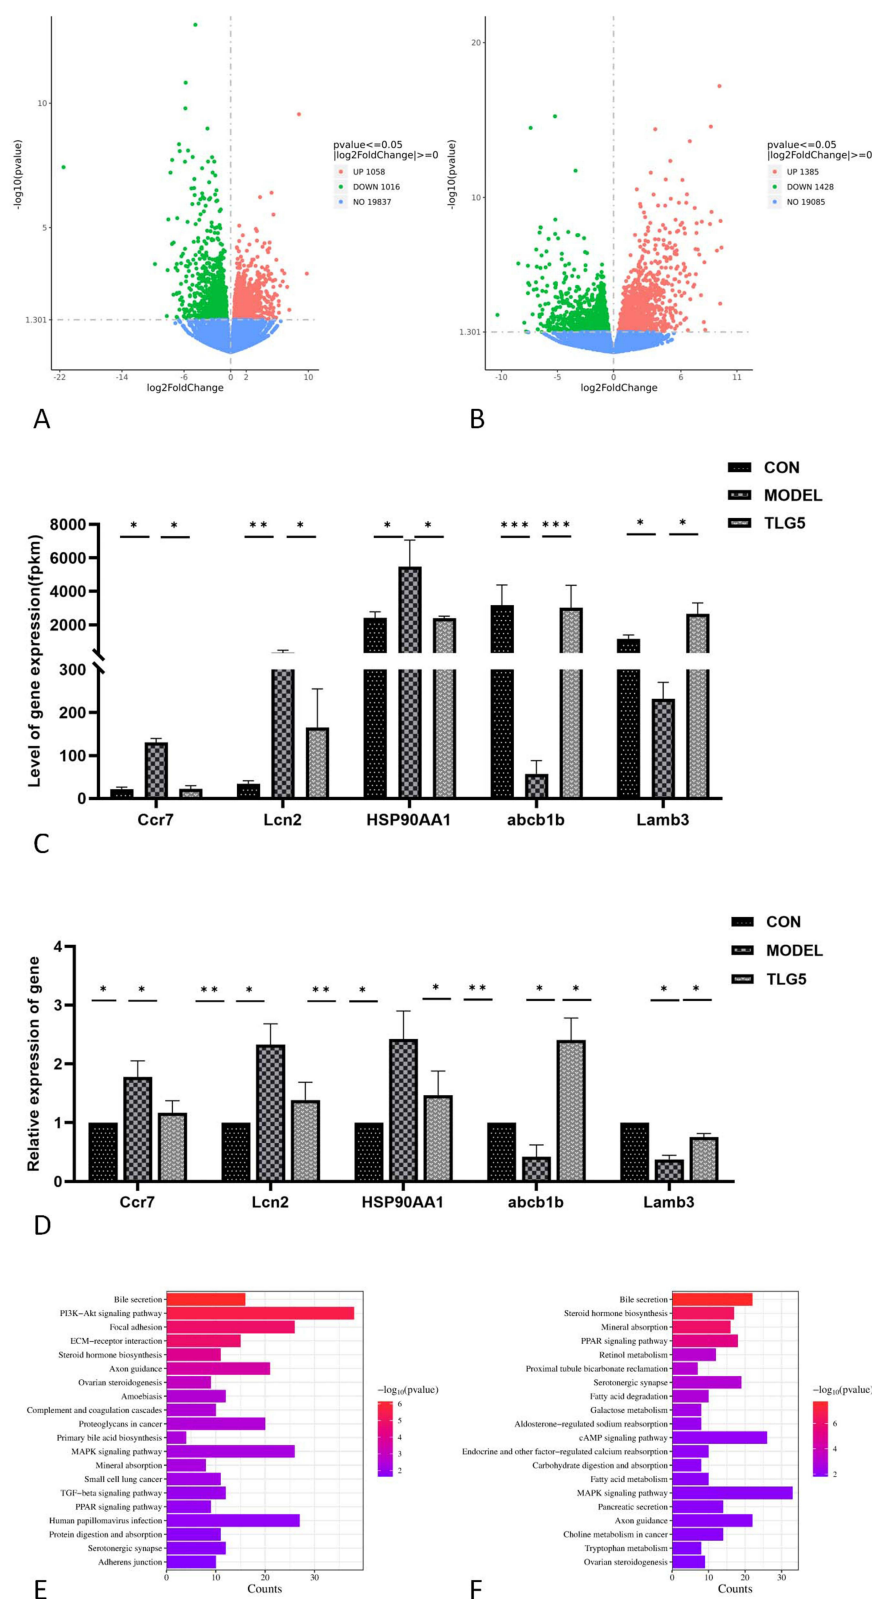 10
5
1.301
-log10(pvalue)
-22
-14
-6
0
2
10
log2FoldChange
pvalue<=0.05
|log2FoldChange|>=0
UP 1058
DOWN 1016
NO 19837
A
20
10
1.301
-log10(pvalue)
-10
-5
0
6
11
log2FoldChange
pvalue<=0.05
|log2FoldChange|>=0
UP 1385
DOWN 1428
NO 19085
B
CON
MODEL
TLG5
Level of gene expression(fpkm)
8000
6000
4000
2000
300
200
100
0
* * ** * * * *** *** * *
Ccr7 Lcn2 HSP90AA1 abcb1b Lamb3
C
CON
MODEL
TLG5
Relative expression of gene
4
3
2
1
0
* * ** * ** * * ** * * * *
Ccr7 Lcn2 HSP90AA1 abcb1b Lamb3
D
Bile secretion
PI3K−Akt signaling pathway
Focal adhesion
ECM−receptor interaction
Steroid hormone biosynthesis
Axon guidance
Ovarian steroidogenesis
Amoebiasis
Complement and coagulation cascades
Proteoglycans in cancer
Primary bile acid biosynthesis
MAPK signaling pathway
Mineral absorption
Small cell lung cancer
TGF−beta signaling pathway
PPAR signaling pathway
Human papillomavirus infection
Protein digestion and absorption
Serotonergic synapse
Adherens junction
0 10 20 30
Counts
−log10(pvalue)
6
5
4
3
2
E
Bile secretion
Steroid hormone biosynthesis
Mineral absorption
PPAR signaling pathway
Retinol metabolism
Proximal tubule bicarbonate reclamation
Serotonergic synapse
Fatty acid degradation
Galactose metabolism
Aldosterone−regulated sodium reabsorption
cAMP signaling pathway
Endocrine and other factor−regulated calcium reabsorption
Carbohydrate digestion and absorption
Fatty acid metabolism
MAPK signaling pathway
Pancreatic secretion
Axon guidance
Choline metabolism in cancer
Tryptophan metabolism
Ovarian steroidogenesis
0 10 20 30
Counts
−log10(pvalue)
6
4
2
F